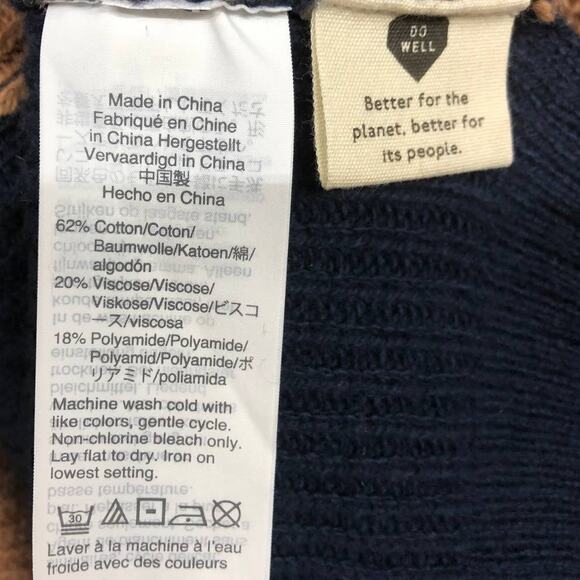 Made in China
Fabriqué en Chine
in China Hergestellt
Vervaardigd in China
中国製
Hecho en China
62% Cotton/Coton/
Baumwolle/Katoen/綿/
algodón
20% Viscose/Viscose/
Viskose/Viscose/ビスコ
ース/viscosa
18% Polyamide/Polyamide/
Polyamid/Polyamide/ポ
リアミド/poliamida
Machine wash cold with
like colors, gentle cycle.
Non-chlorine bleach only.
Lay flat to dry. Iron on
lowest setting.
30
Laver à la machine à l'eau
froide avec des couleurs
DO
WELL
Better for the
planet, better for
its people.